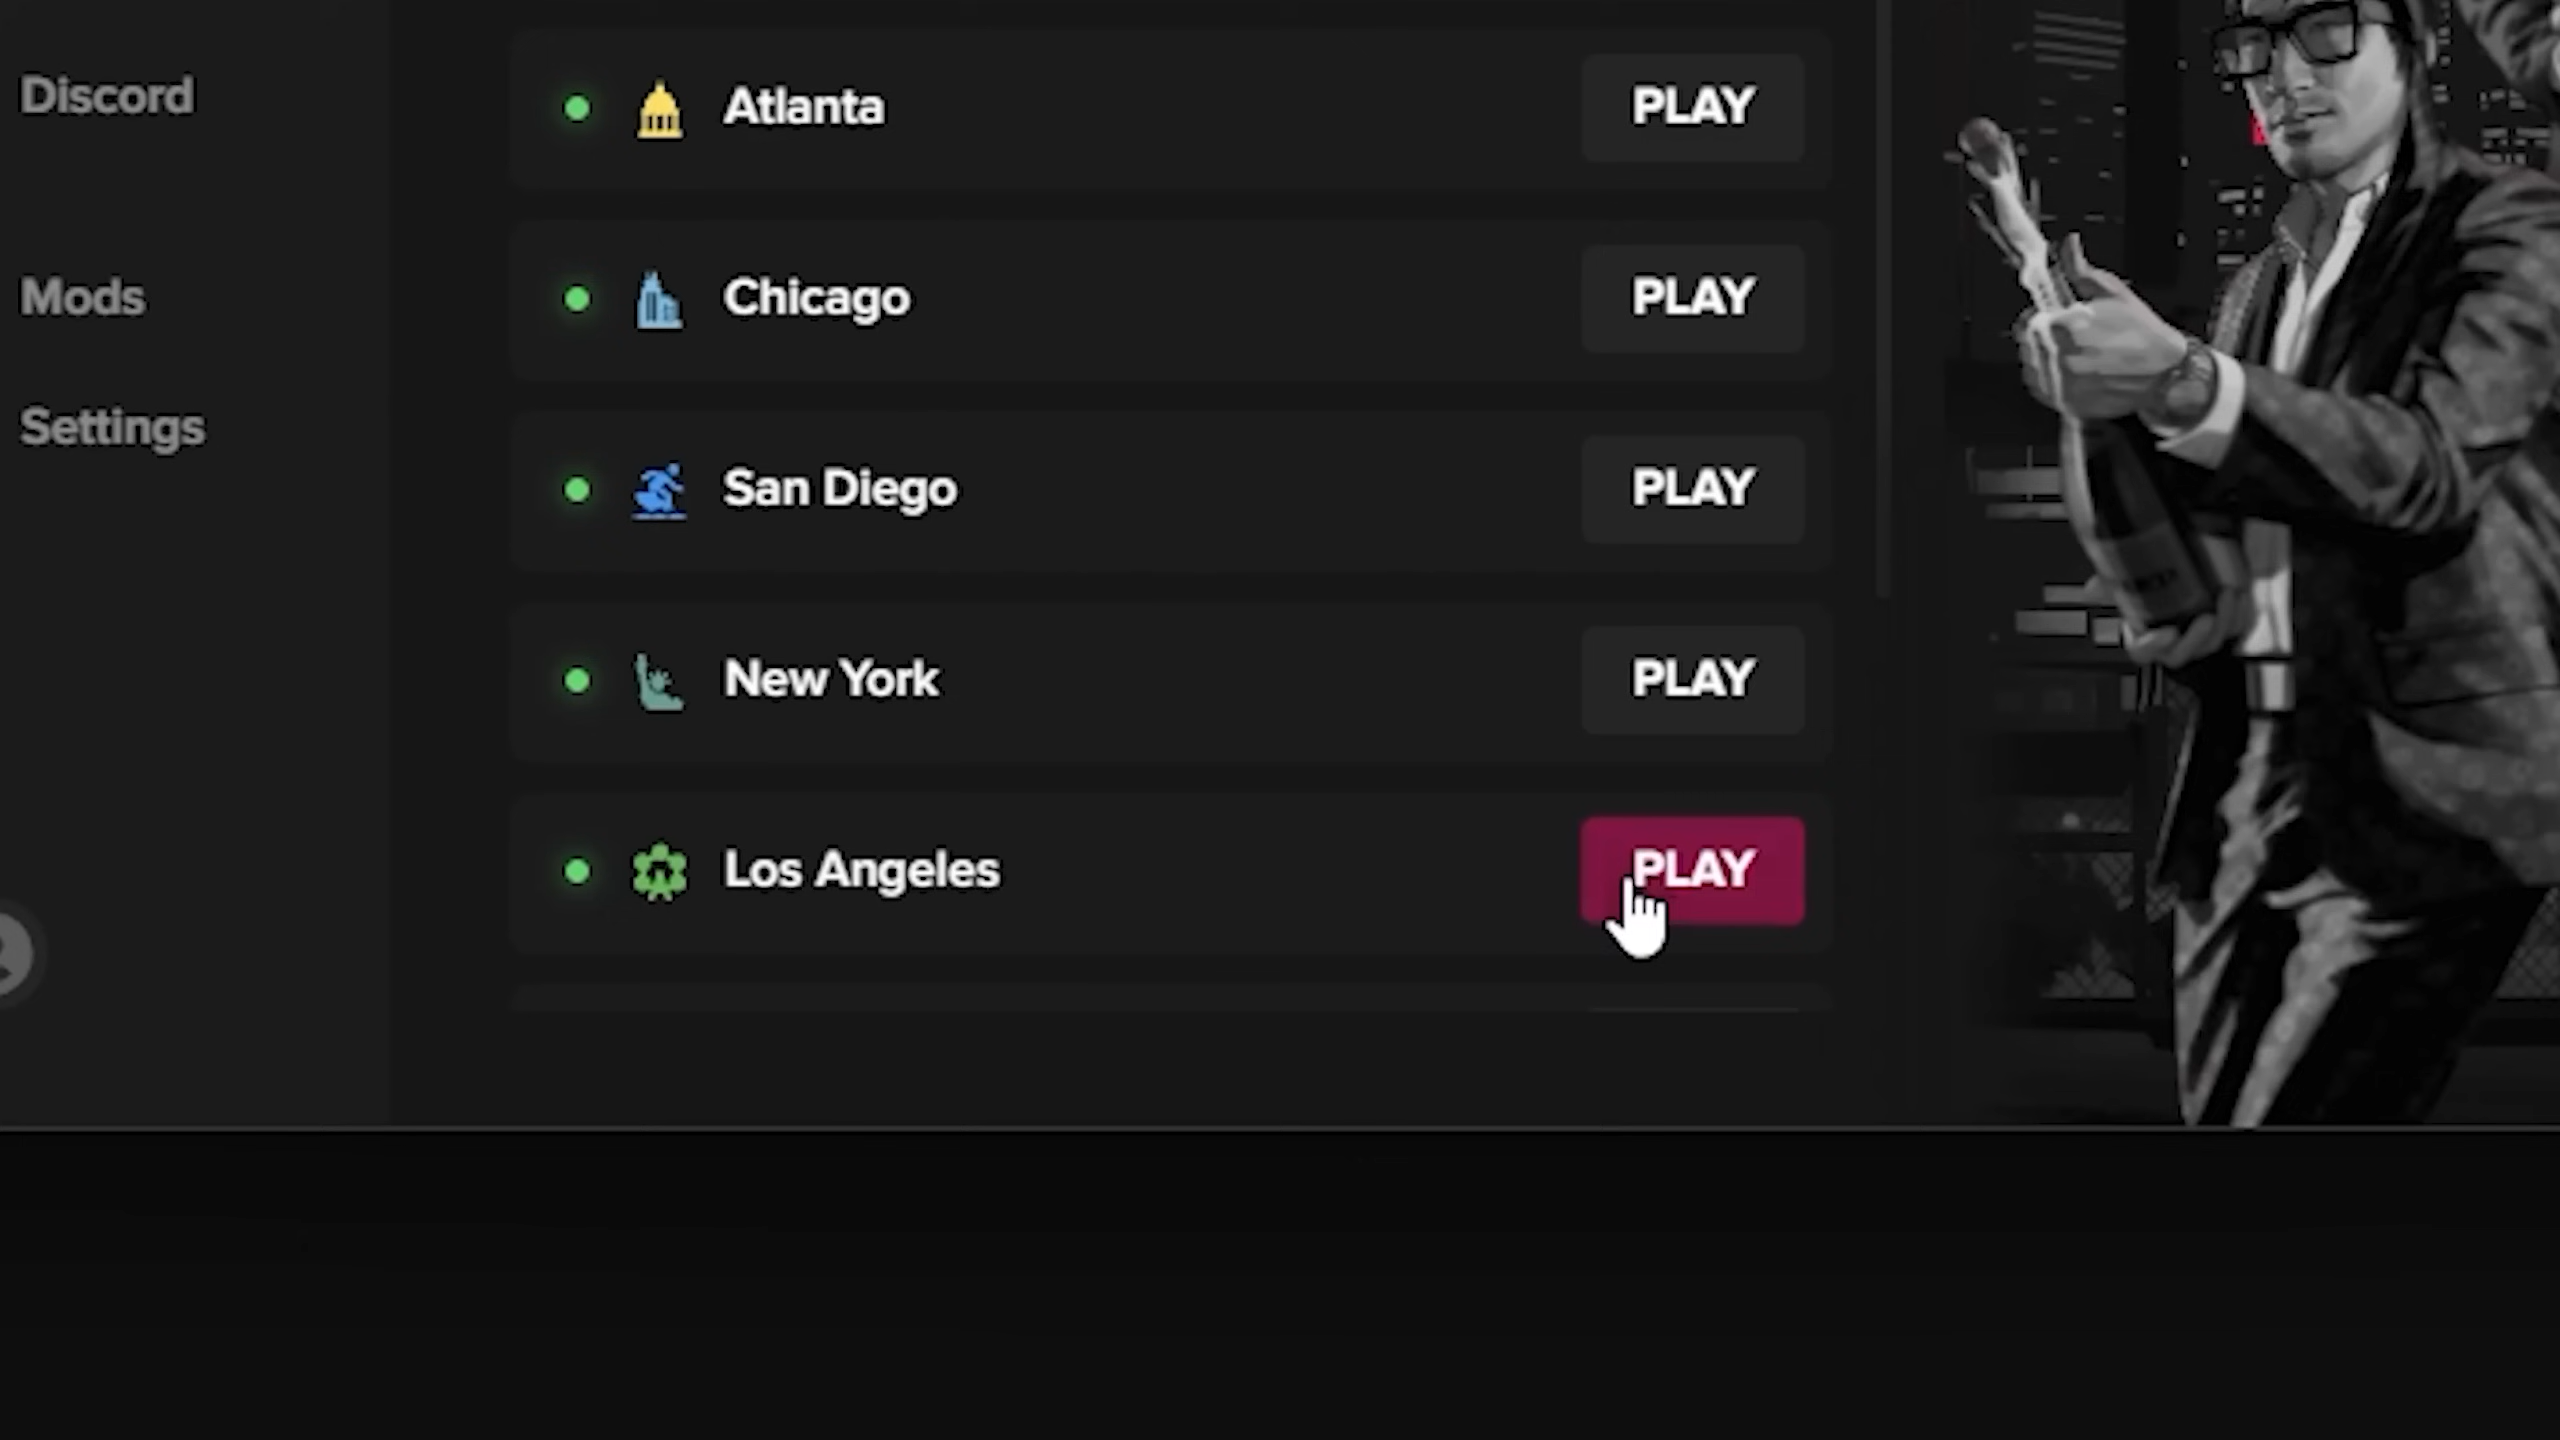 Discord
Mods
Settings
Atlanta PLAY
Chicago PLAY
San Diego PLAY
New York PLAY
Los Angeles PLAY